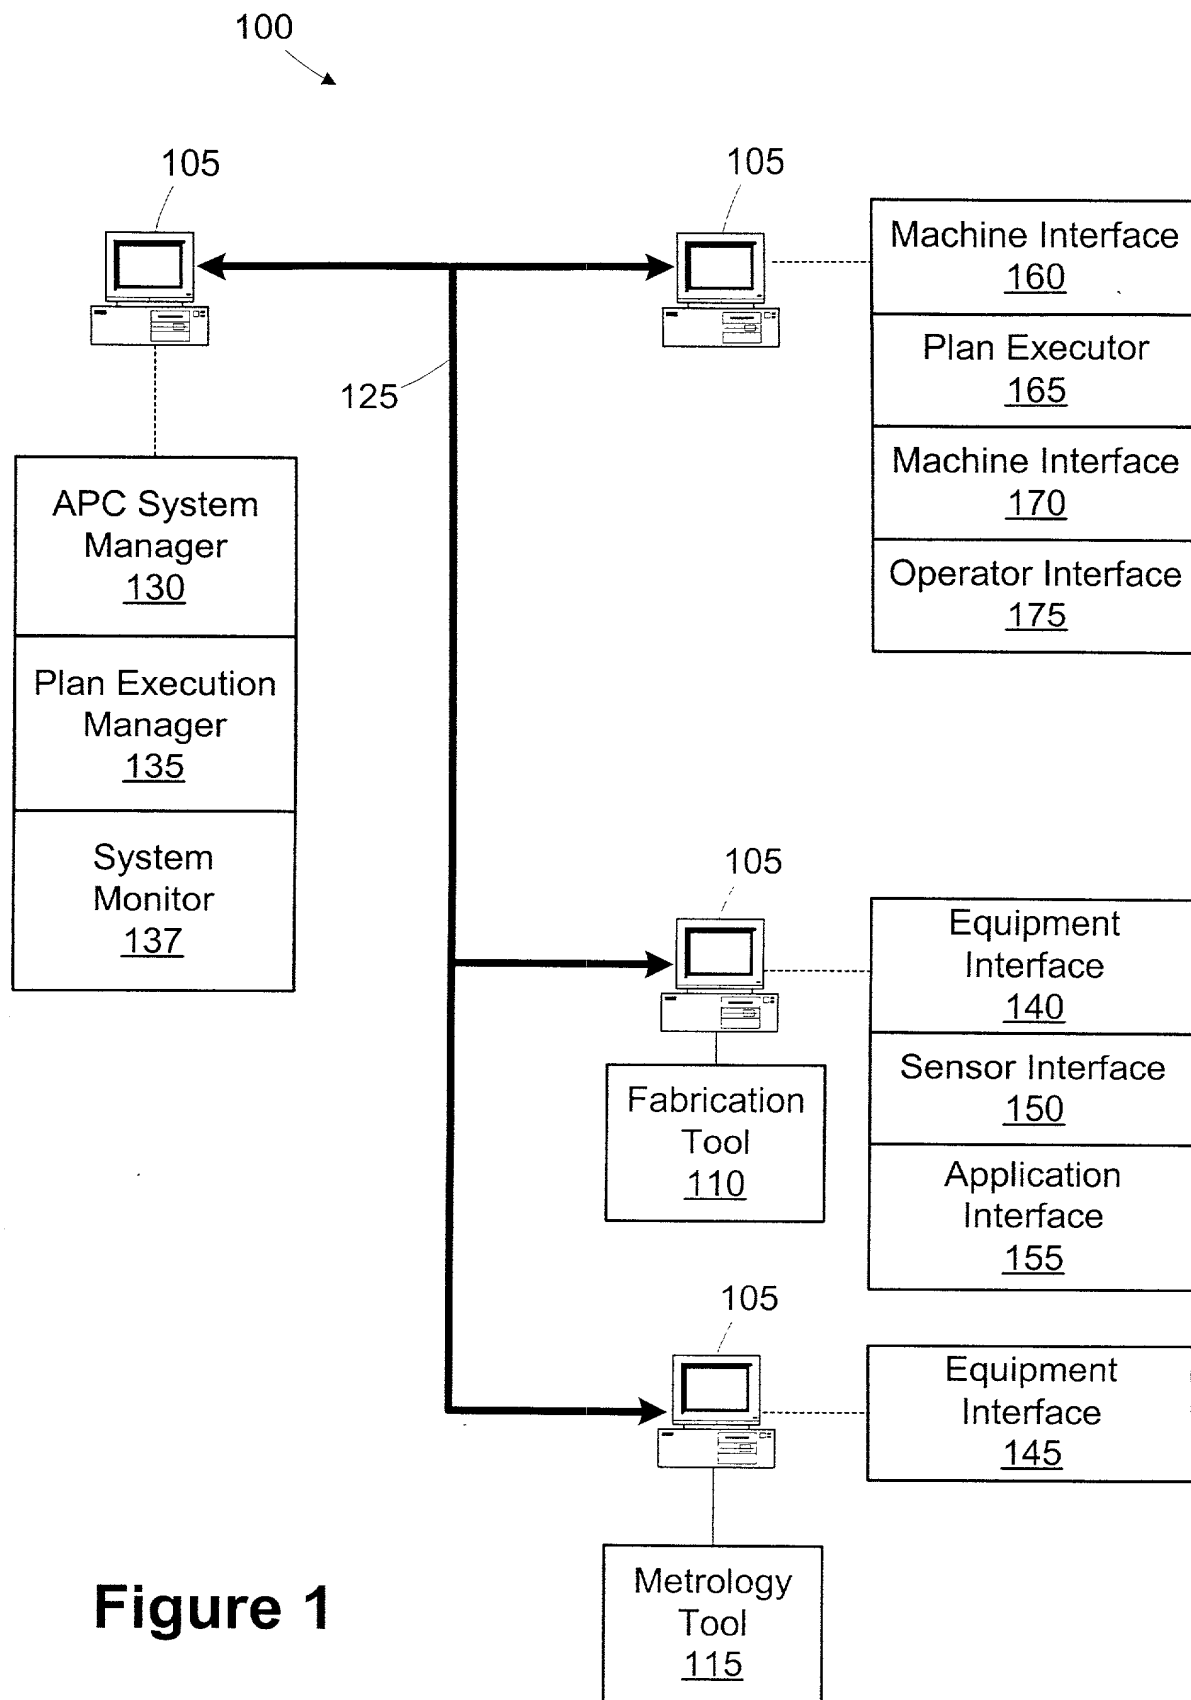 100
105
105
125
APC System
Manager
130
Plan Execution
Manager
135
System
Monitor
137
Machine Interface
160
Plan Executor
165
Machine Interface
170
Operator Interface
175
105
Equipment
Interface
140
Sensor Interface
150
Application
Interface
155
Fabrication
Tool
110
105
Equipment
Interface
145
Metrology
Tool
115
Figure 1